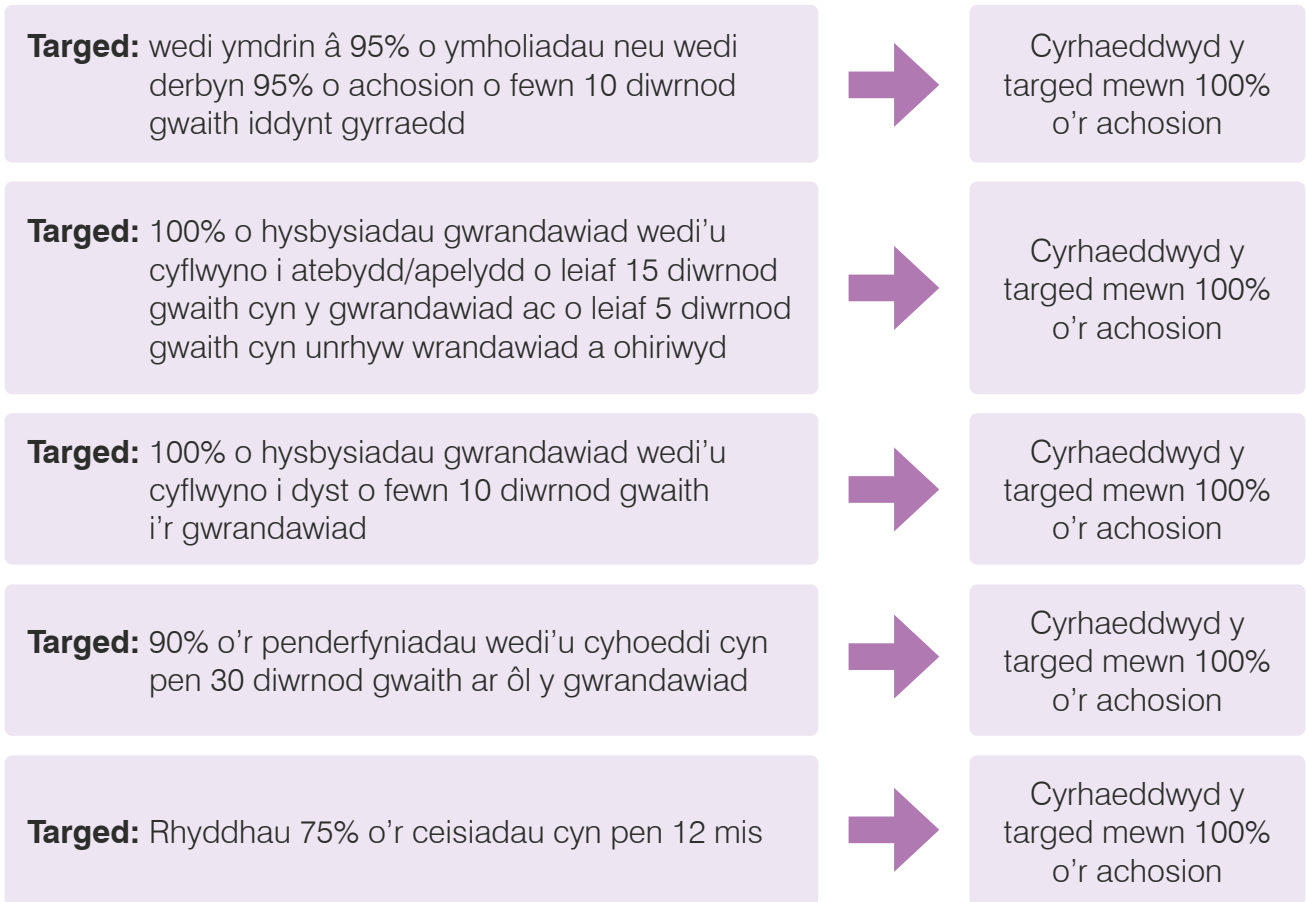 Targed: wedi ymdrin â 95% o ymholiadau neu wedi
derbyn 95% o achosion o fewn 10 diwrnod
gwaith iddynt gyrraedd
Cyrhaeddwyd y
targed mewn 100%
o’r achosion
Targed: 100% o hysbysiadau gwrandawiad wedi’u
cyflwyno i atebydd/apelydd o leiaf 15 diwrnod
gwaith cyn y gwrandawiad ac o leiaf 5 diwrnod
gwaith cyn unrhyw wrandawiad a ohiriwyd
Cyrhaeddwyd y
targed mewn 100%
o’r achosion
Targed: 100% o hysbysiadau gwrandawiad wedi’u
cyflwyno i dyst o fewn 10 diwrnod gwaith
i’r gwrandawiad
Cyrhaeddwyd y
targed mewn 100%
o’r achosion
Targed: 90% o’r penderfyniadau wedi’u cyhoeddi cyn
pen 30 diwrnod gwaith ar ôl y gwrandawiad
Cyrhaeddwyd y
targed mewn 100%
o’r achosion
Targed: Rhyddhau 75% o’r ceisiadau cyn pen 12 mis
Cyrhaeddwyd y
targed mewn 100%
o’r achosion